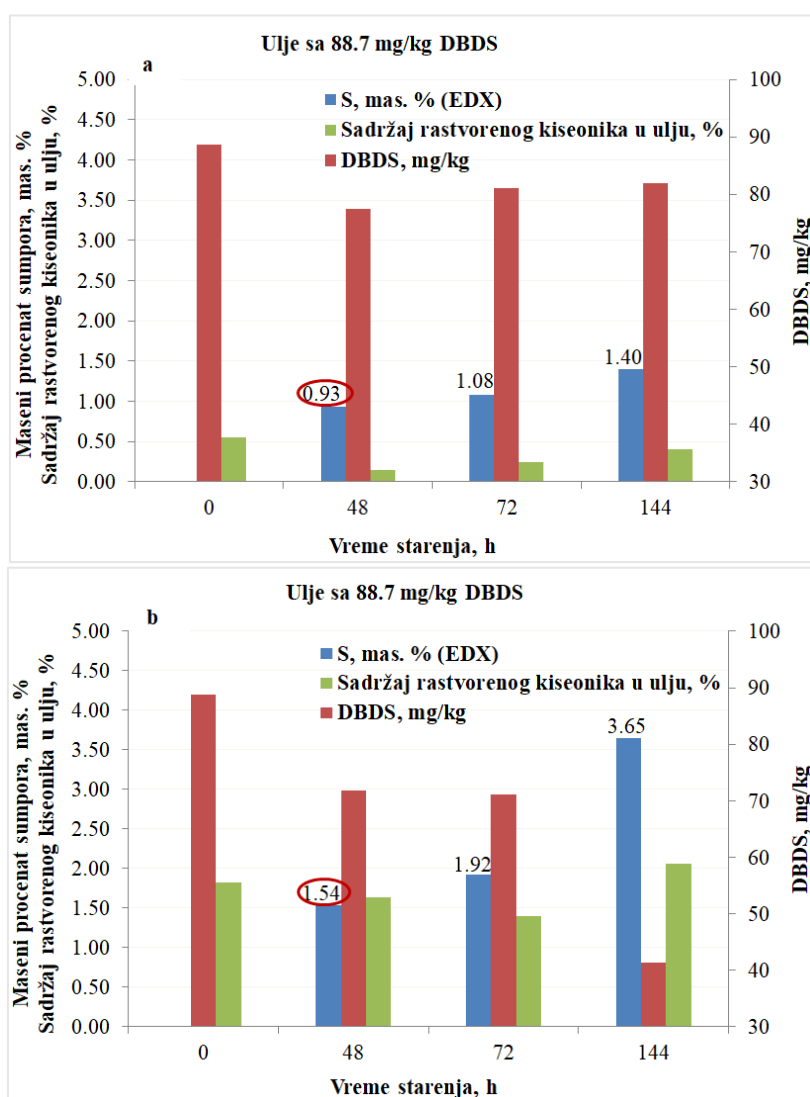 Ulje sa 88.7 mg/kg DBDS
a
Maseni procenat sumpora, mas. %
Sadržaj rastvorenog kiseonika u ulju, %
5.00
4.50
4.00
3.50
3.00
2.50
2.00
1.50
1.00
0.50
0.00
S, mas. % (EDX)
Sadržaj rastvorenog kiseonika u ulju, %
DBDS, mg/kg
0.93
1.08
1.40
100
90
80
70
60
50
40
30
DBDS, mg/kg
0 48 72 144
Vreme starenja, h
Ulje sa 88.7 mg/kg DBDS
b
Maseni procenat sumpora, mas. %
Sadržaj rastvorenog kiseonika u ulju, %
5.00
4.50
4.00
3.50
3.00
2.50
2.00
1.50
1.00
0.50
0.00
S, mas. % (EDX)
Sadržaj rastvorenog kiseonika u ulju, %
DBDS, mg/kg
1.54
1.92
3.65
100
90
80
70
60
50
40
30
DBDS, mg/kg
0 48 72 144
Vreme starenja, h